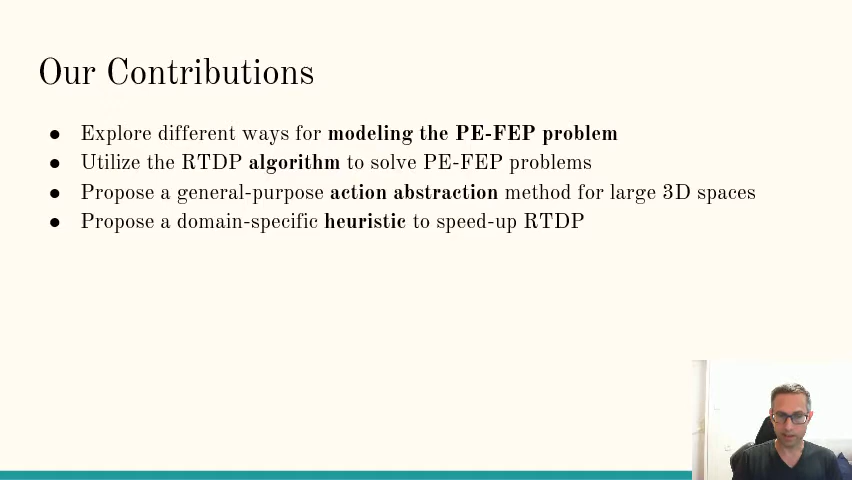 Our Contributions
● Explore different ways for modeling the PE-FEP problem
● Utilize the RTDP algorithm to solve PE-FEP problems
● Propose a general-purpose action abstraction method for large 3D spaces
● Propose a domain-specific heuristic to speed-up RTDP